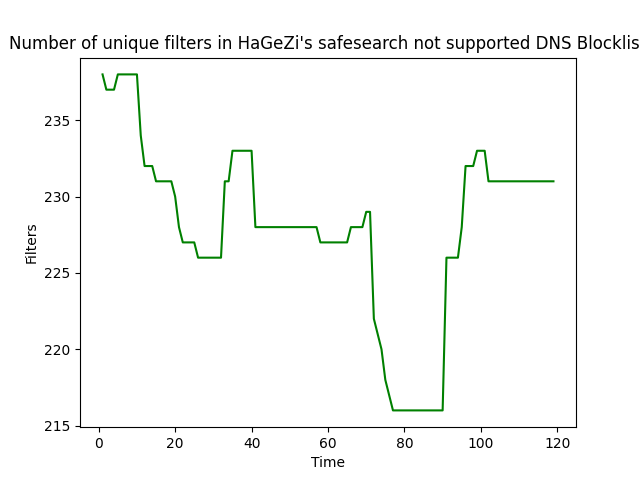 Number of unique filters in HaGeZi's safesearch not supported DNS Blocklis
235
230
225
220
215
Filters
0 20 40 60 80 100 120
Time